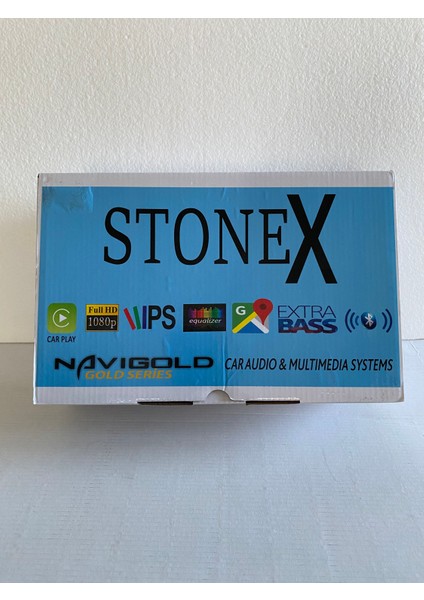 STONEX
CAR PLAY
Full HD
1080p
IPS
equalizer
G
EXTRA
BASS
NAVIGOLD
GOLD SERIES
CAR AUDIO & MULTIMEDIA SYSTEMS